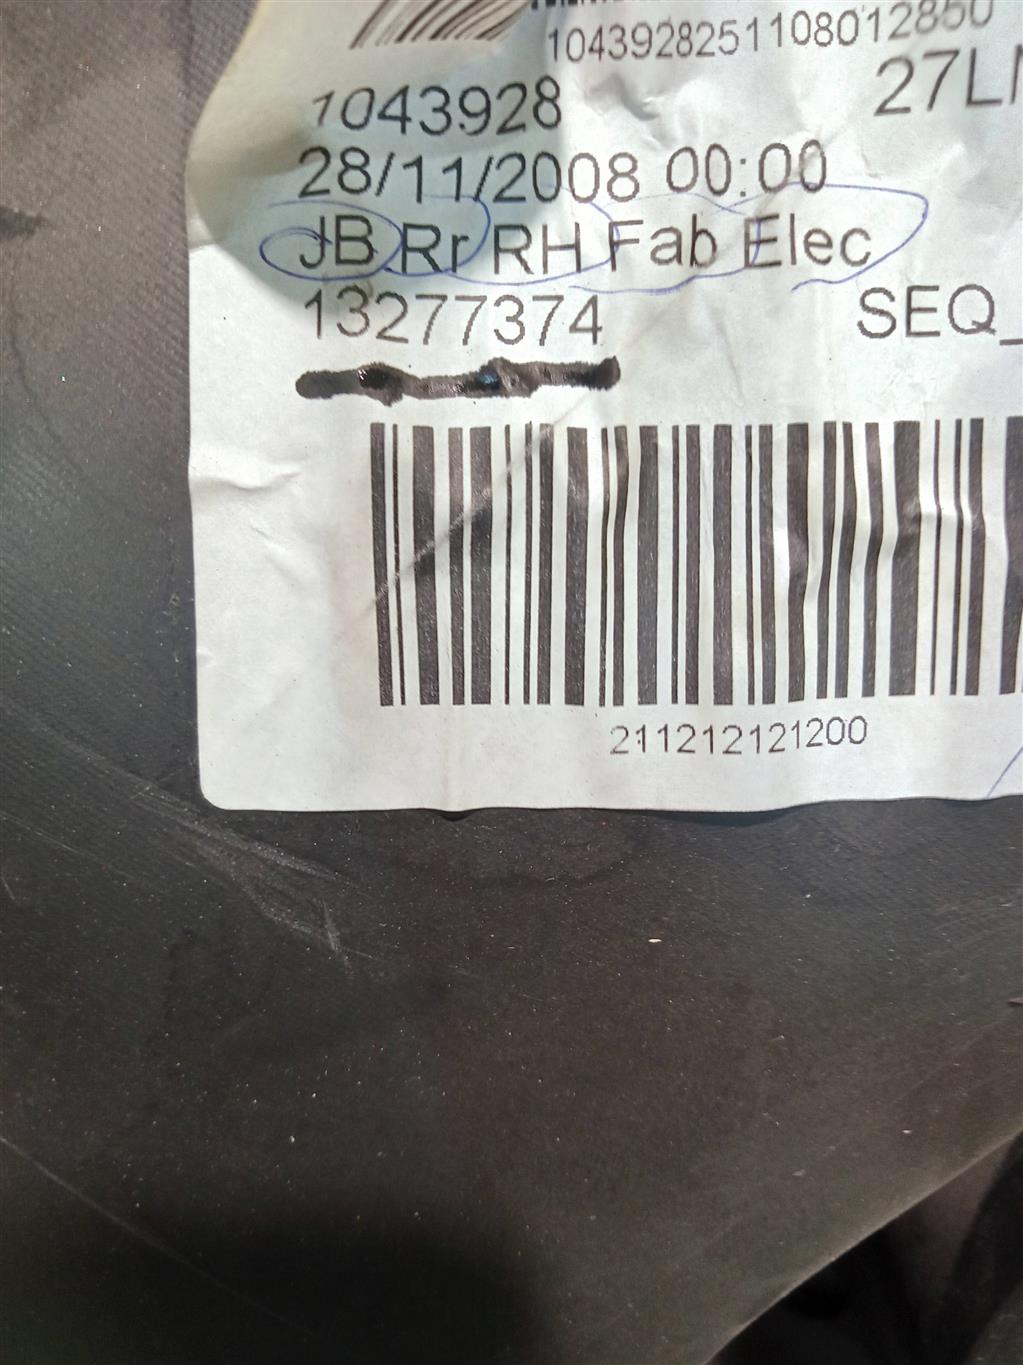 1043928251108012850
1043928 27L
28/11/2008 00:00
JB Rr RH Fab Elec
13277374 SEQ_
211212121200